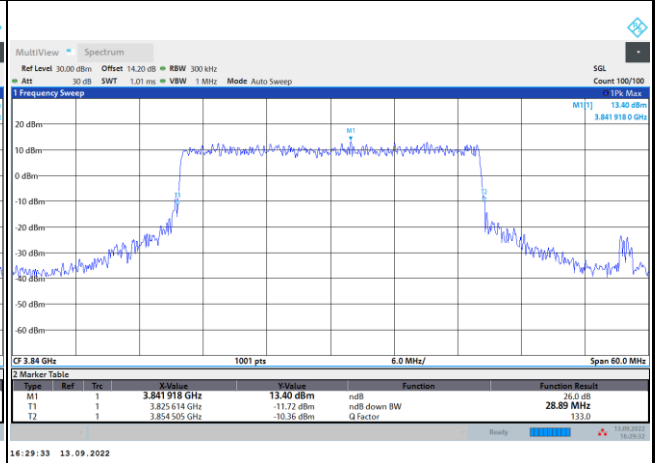 MultiView Spectrum
Ref Level 30.00 dBm Offset 14.20 dB RBW 300 kHz SGL
Att 30 dB SWT 1.01 ms VBW 1 MHz Mode Auto Sweep Count 100/100
1 Frequency Sweep 1Pk Max
M1[1] 13.40 dBm
3.841 918 0 GHz
20 dBm
M1
10 dBm
0 dBm
-10 dBm
-20 dBm
-30 dBm
-40 dBm
-50 dBm
-60 dBm
CF 3.84 GHz 1001 pts 6.0 MHz/ Span 60.0 MHz
2 Marker Table
Type Ref Trc X-Value Y-Value Function Function Result
M1 1 3.841 918 GHz 13.40 dBm ndB 26.0 dB
T1 1 3.825 614 GHz -11.72 dBm ndB down BW 28.89 MHz
T2 1 3.854 505 GHz -10.36 dBm Q Factor 133.0
Ready 13.09.2022
16:29:32
16:29:33 13.09.2022